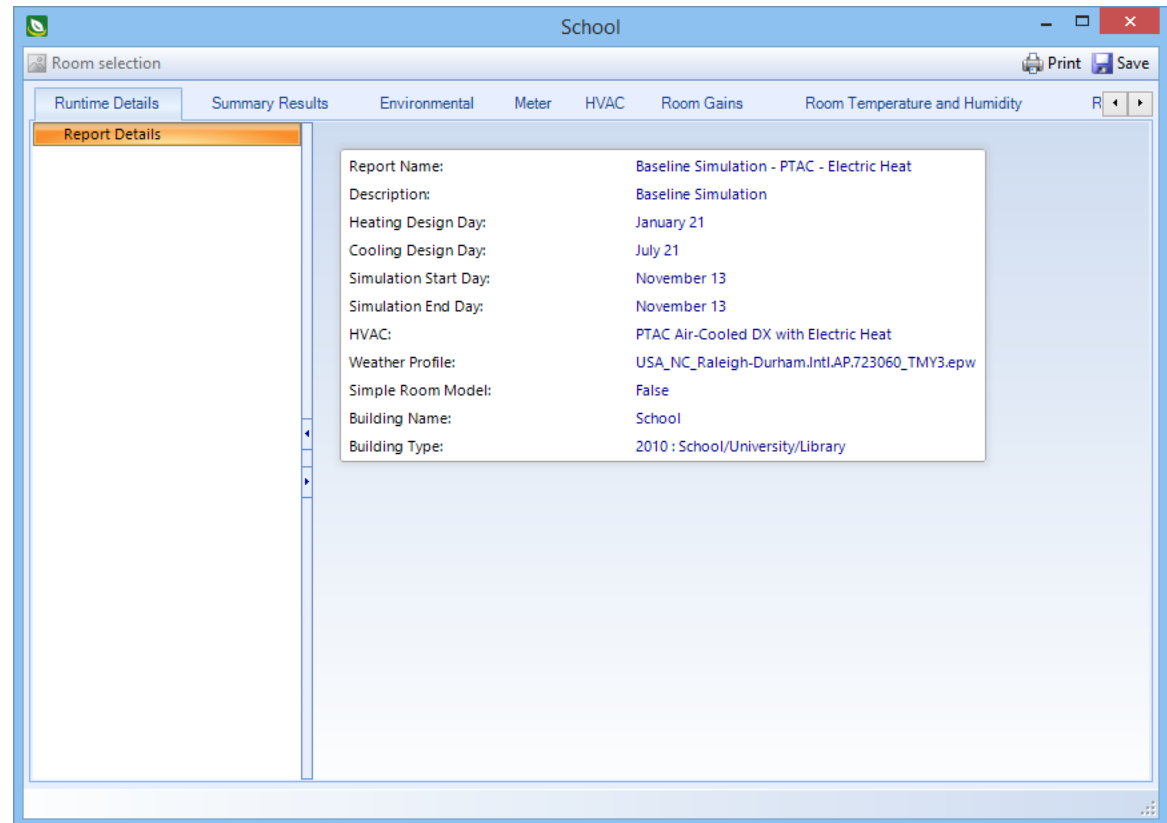 School
Room selection
Print Save
Runtime Details Summary Results Environmental Meter HVAC Room Gains Room Temperature and Humidity R
Report Details
Report Name: Baseline Simulation - PTAC - Electric Heat
Description: Baseline Simulation
Heating Design Day: January 21
Cooling Design Day: July 21
Simulation Start Day: November 13
Simulation End Day: November 13
HVAC: PTAC Air-Cooled DX with Electric Heat
Weather Profile: USA_NC_Raleigh-Durham.Intl.AP.723060_TMY3.epw
Simple Room Model: False
Building Name: School
Building Type: 2010 : School/University/Library